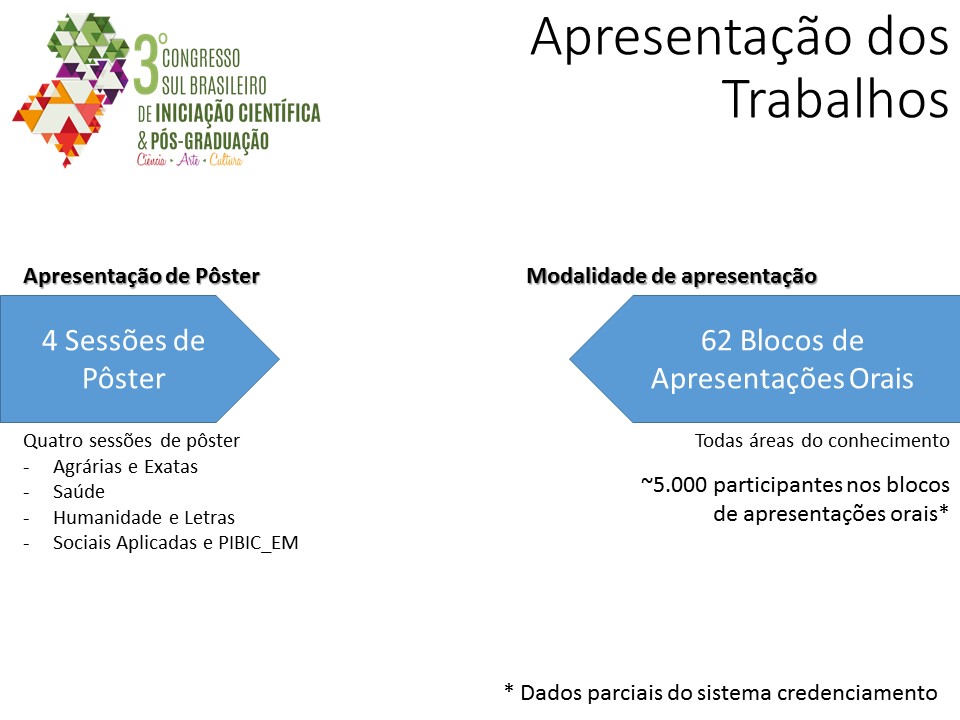 3º CONGRESSO
SUL BRASILEIRO
DE INICIAÇÃO CIENTÍFICA
& PÓS-GRADUAÇÃO
Ciência • Arte • Cultura
Apresentação dos
Trabalhos
Apresentação de Pôster
4 Sessões de
Pôster
Quatro sessões de pôster
- Agrárias e Exatas
- Saúde
- Humanidade e Letras
- Sociais Aplicadas e PIBIC_EM
Modalidade de apresentação
62 Blocos de
Apresentações Orais
Todas áreas do conhecimento
~5.000 participantes nos blocos
de apresentações orais*
* Dados parciais do sistema credenciamento